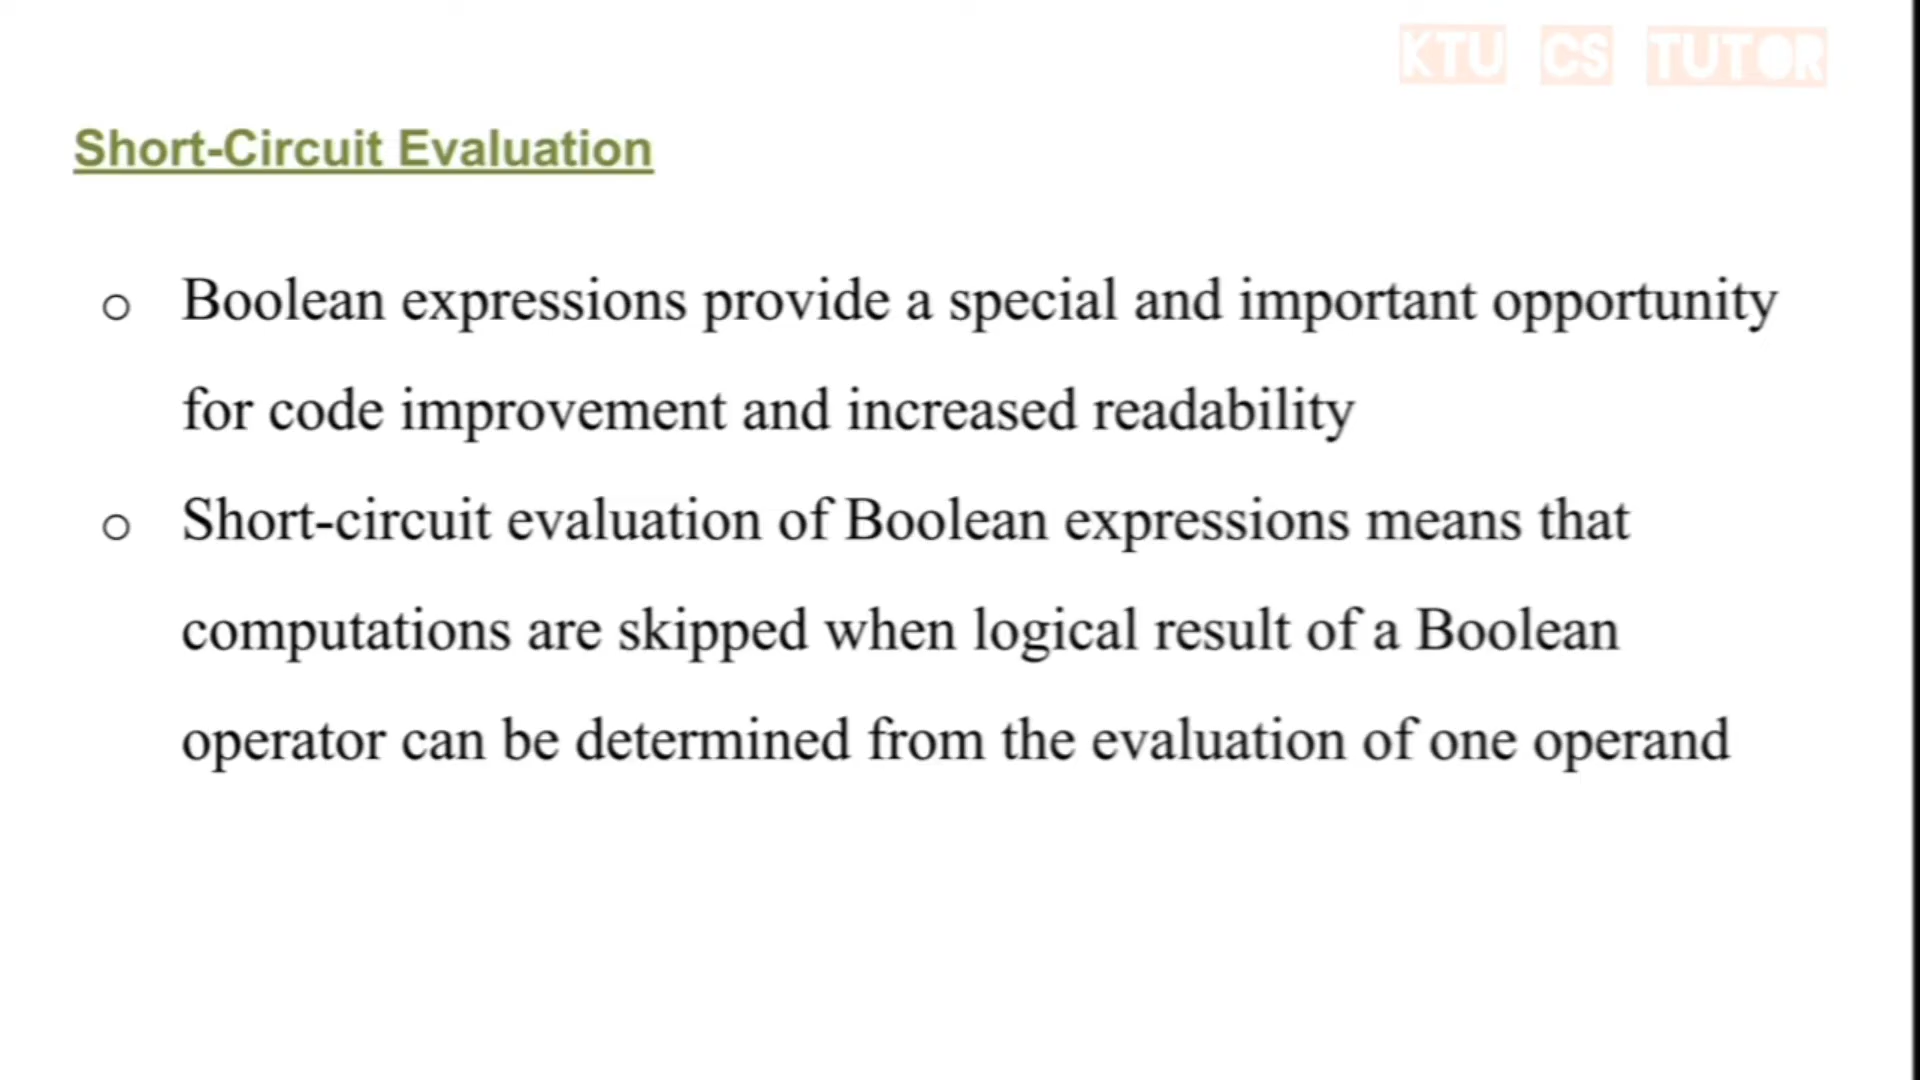 KTU CS TUTOR
Short-Circuit Evaluation
o Boolean expressions provide a special and important opportunity
for code improvement and increased readability
o Short-circuit evaluation of Boolean expressions means that
computations are skipped when logical result of a Boolean
operator can be determined from the evaluation of one operand